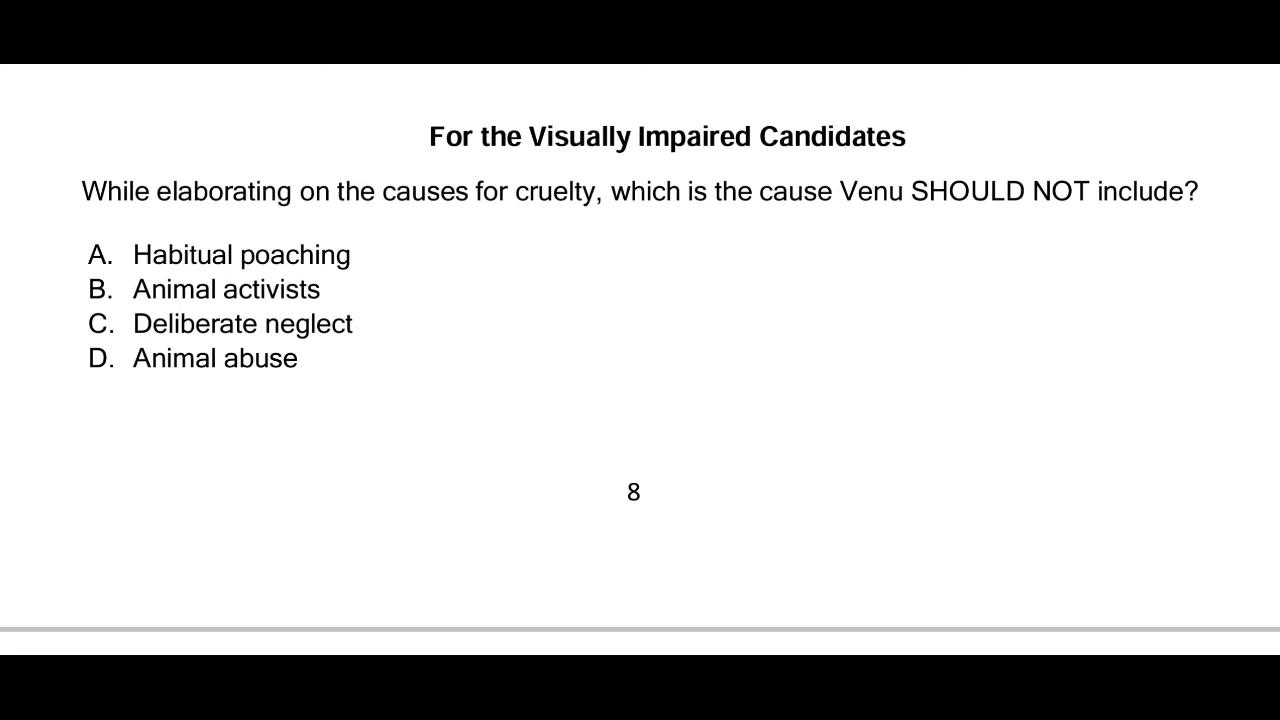 For the Visually Impaired Candidates
While elaborating on the causes for cruelty, which is the cause Venu SHOULD NOT include?
A. Habitual poaching
B. Animal activists
C. Deliberate neglect
D. Animal abuse
8